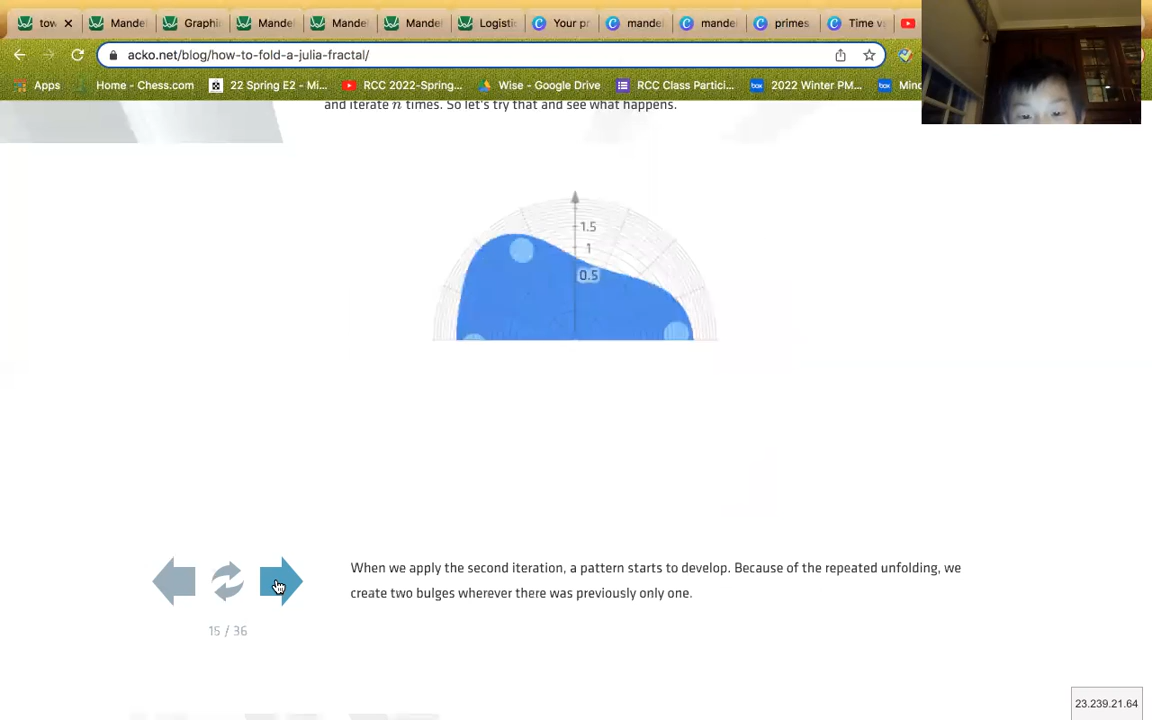 tow
Mandel
Graphi
Mandel
Mandel
Mandel
Logisti
Your p
mandel
mande
primes
Time v
acko.net/blog/how-to-fold-a-julia-fractal/
Apps
Home - Chess.com
22 Spring E2 - Mi...
RCC 2022-Spring...
Wise - Google Drive
RCC Class Partici...
2022 Winter PM...
Mind
and iterate n times. So let's try that and see what happens.
1.5
1
0.5
When we apply the second iteration, a pattern starts to develop. Because of the repeated unfolding, we
create two bulges wherever there was previously only one.
15 / 36
23.239.21.64